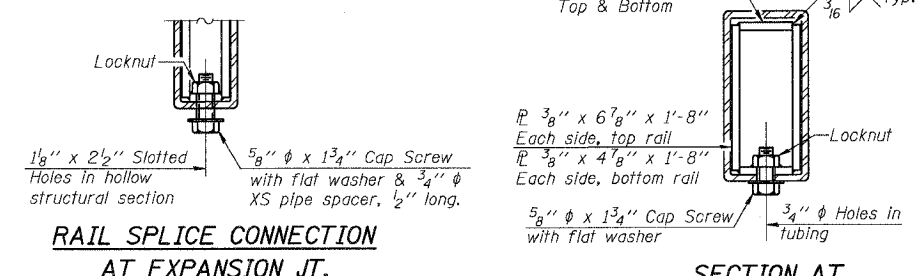 Locknut
1 1/8" x 2 1/2" Slotted
Holes in hollow
structural section
5/8" φ x 1 3/4" Cap Screw
with flat washer & 3/4" φ
XS pipe spacer, 1/2" long.
RAIL SPLICE CONNECTION
AT EXPANSION JT.
Top & Bottom
3/16
Typ.
PL 3/8" x 6 7/8" x 1'-8"
Each side, top rail
PL 3/8" x 4 7/8" x 1'-8"
Each side, bottom rail
Locknut
5/8" φ x 1 3/4" Cap Screw
with flat washer
3/4" φ Holes in
tubing
SECTION AT